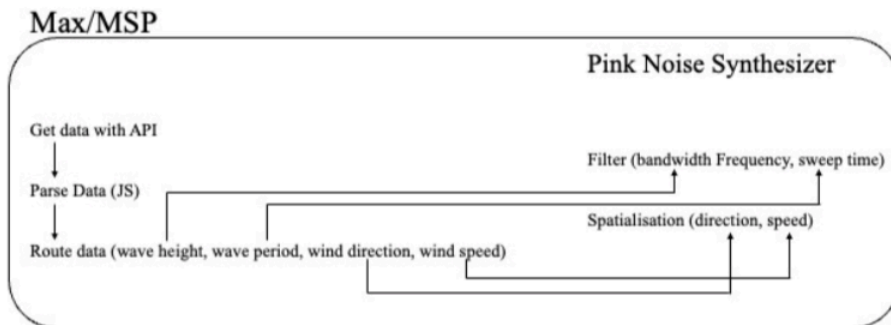 Max/MSP
Pink Noise Synthesizer
Get data with API
Filter (bandwidth Frequency, sweep time)
Parse Data (JS)
Spatialisation (direction, speed)
Route data (wave height, wave period, wind direction, wind speed)